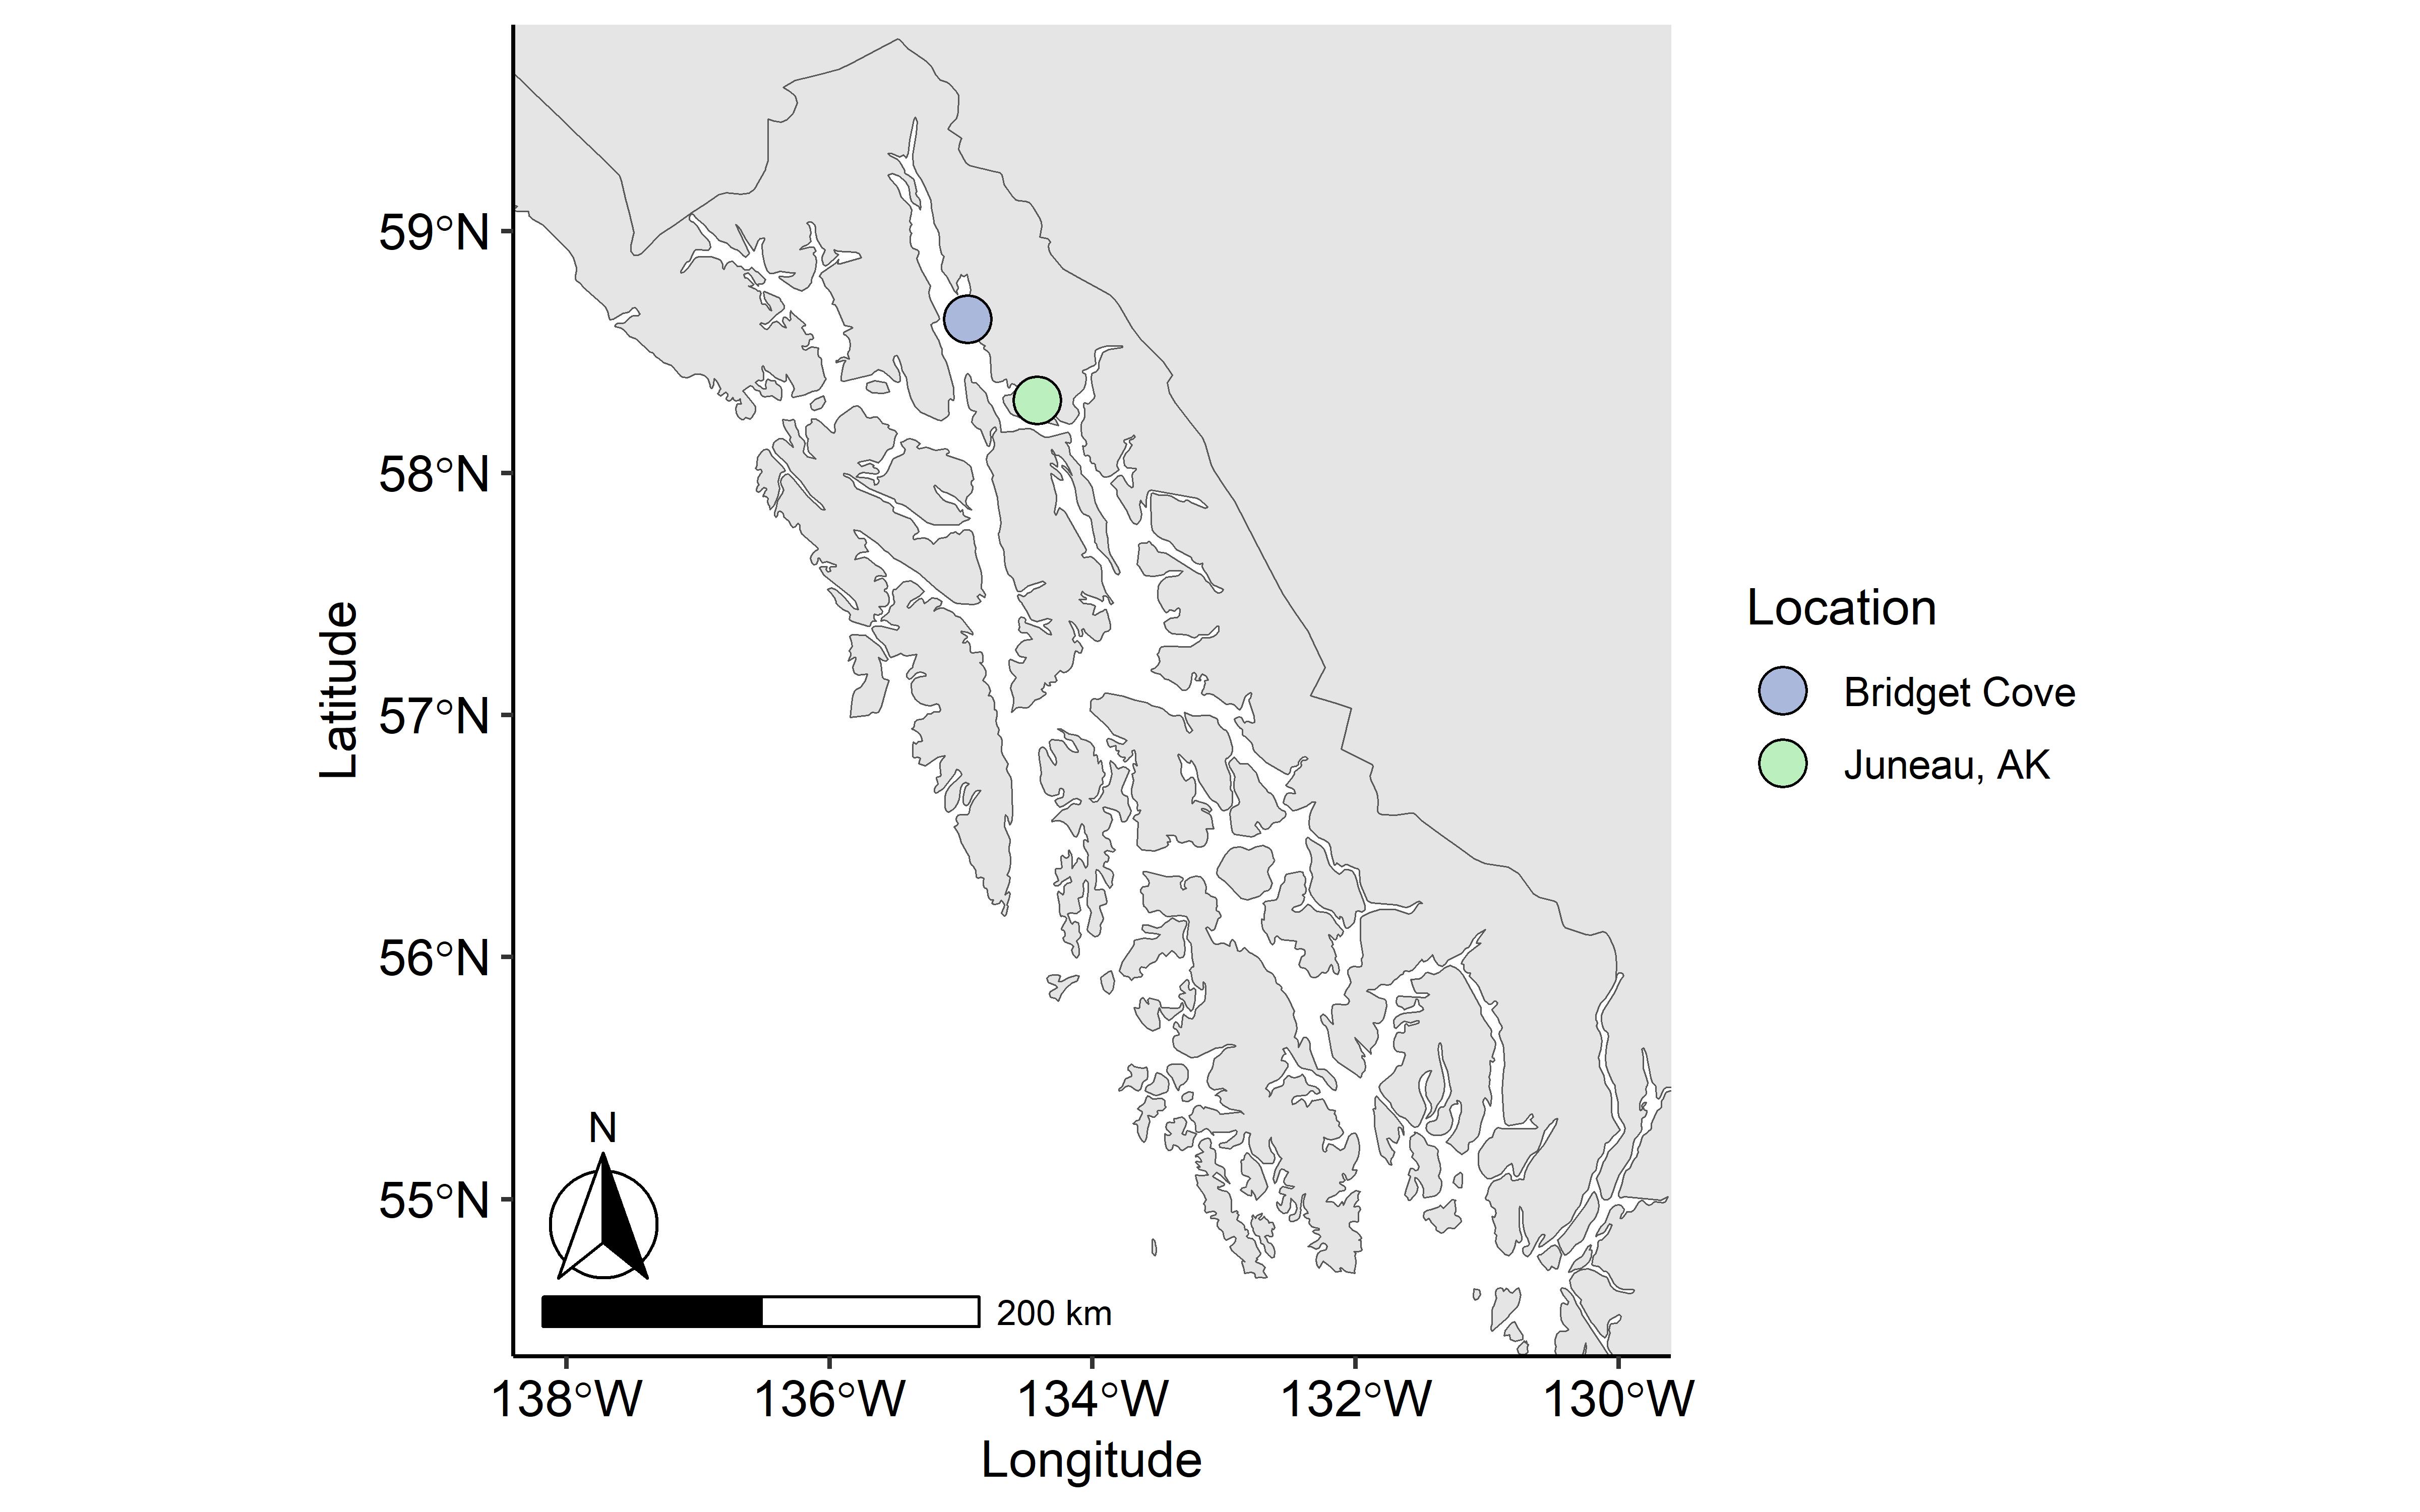 59°N
58°N
57°N
56°N
55°N
Latitude
N
200 km
138°W 136°W 134°W 132°W 130°W
Longitude
Location
Bridget Cove
Juneau, AK